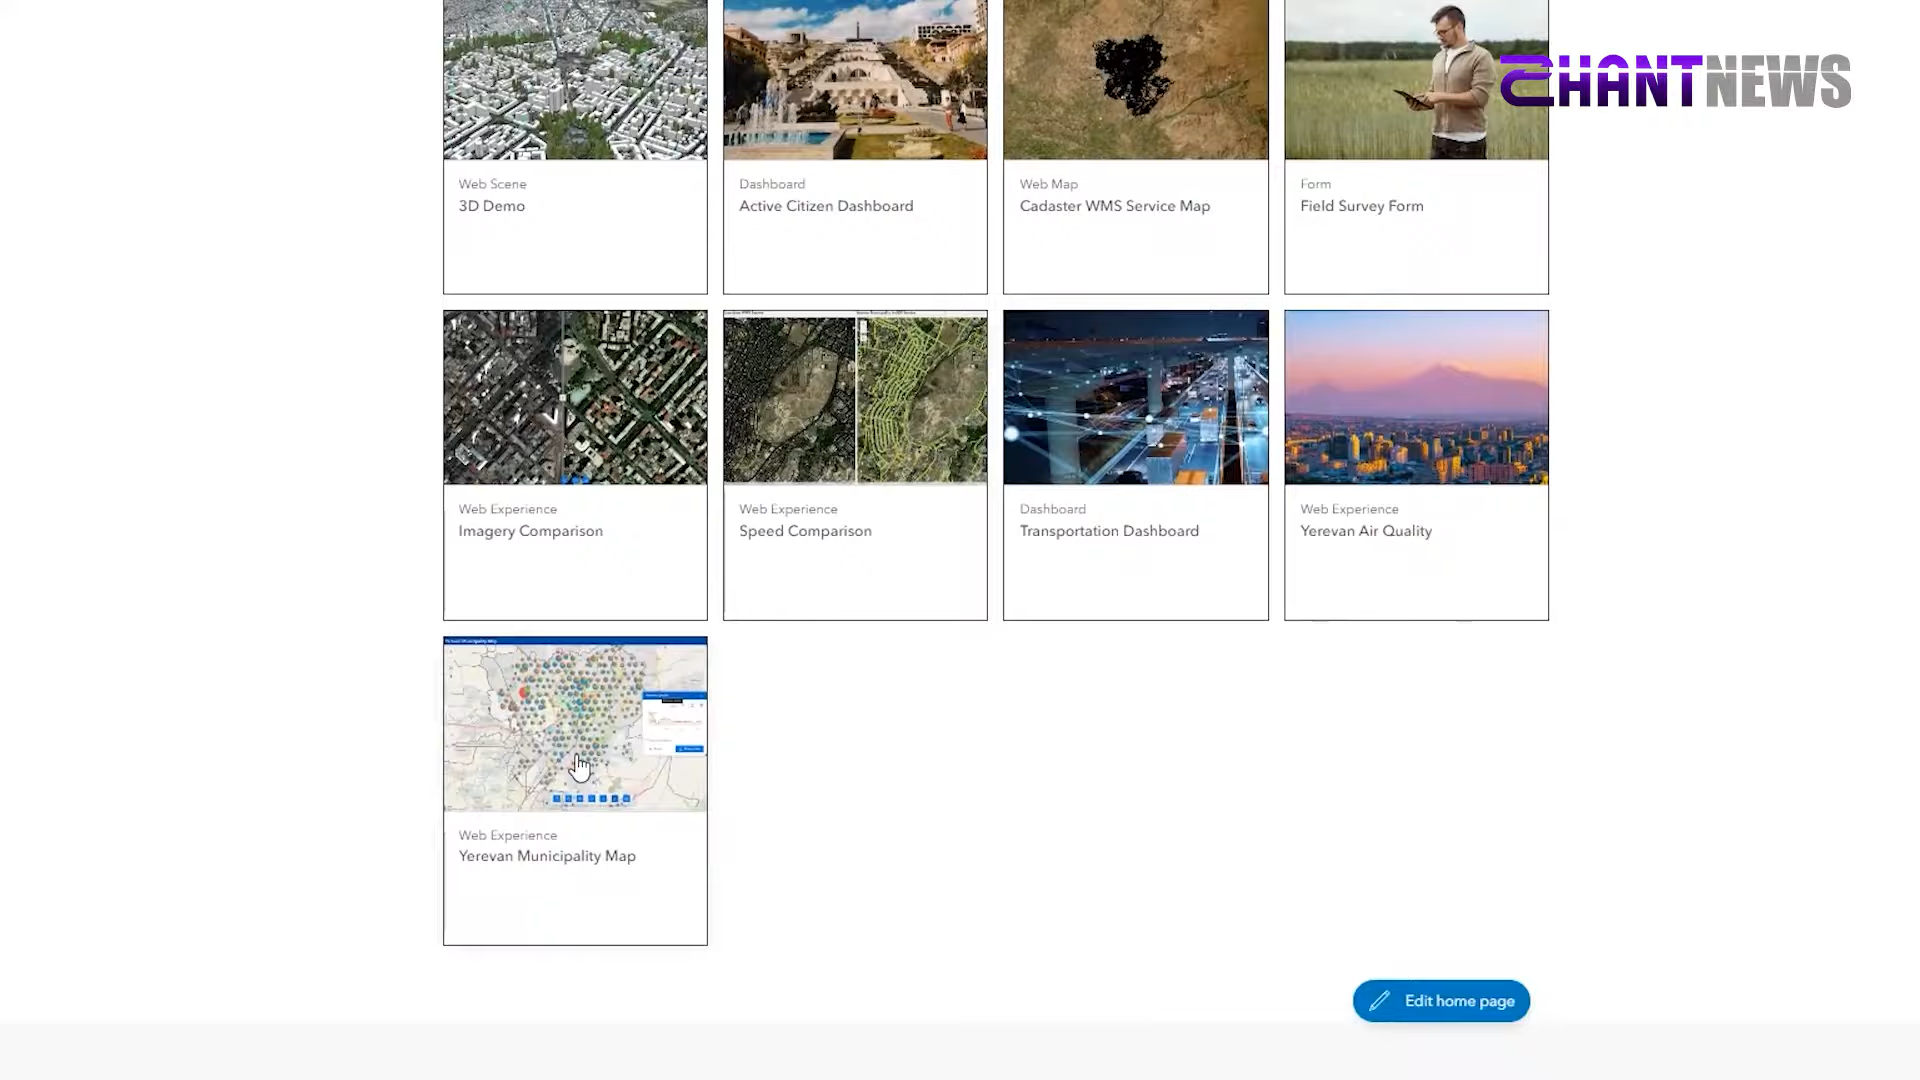 ՇHANTNEWS
Web Scene
3D Demo
Dashboard
Active Citizen Dashboard
Web Map
Cadaster WMS Service Map
Form
Field Survey Form
Web Experience
Imagery Comparison
Web Experience
Speed Comparison
Dashboard
Transportation Dashboard
Web Experience
Yerevan Air Quality
Web Experience
Yerevan Municipality Map
Edit home page